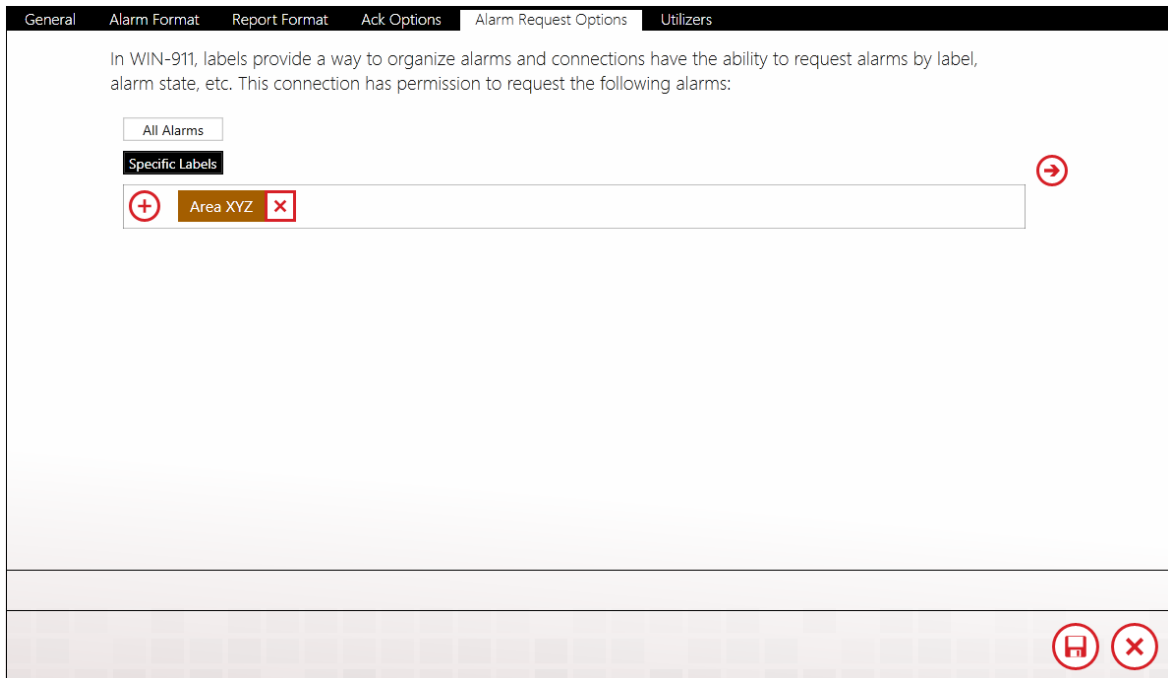 General Alarm Format Report Format Ack Options Alarm Request Options Utilizers
In WIN-911, labels provide a way to organize alarms and connections have the ability to request alarms by label,
alarm state, etc. This connection has permission to request the following alarms:
All Alarms
Specific Labels
Area XYZ